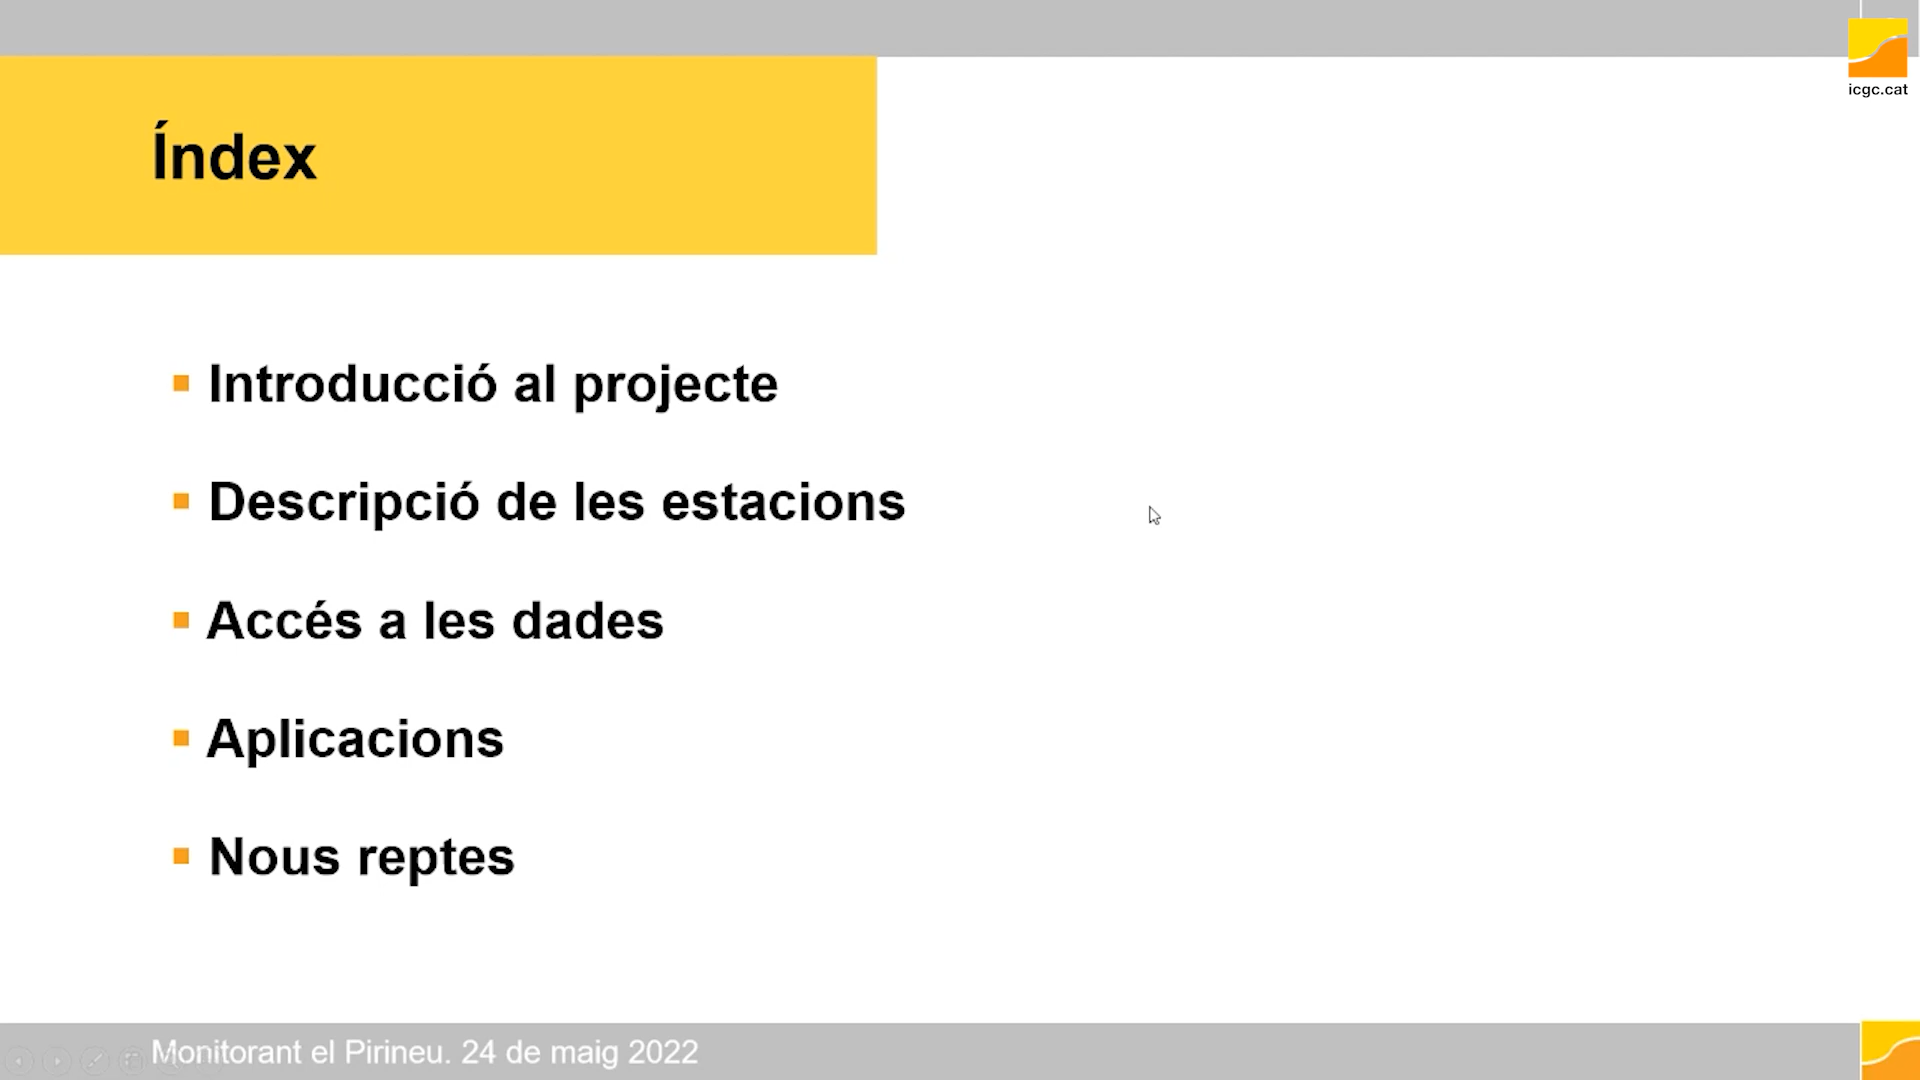 icgc.cat
Índex
Introducció al projecte
Descripció de les estacions
Accés a les dades
Aplicacions
Nous reptes
Monitorant el Pirineu. 24 de maig 2022